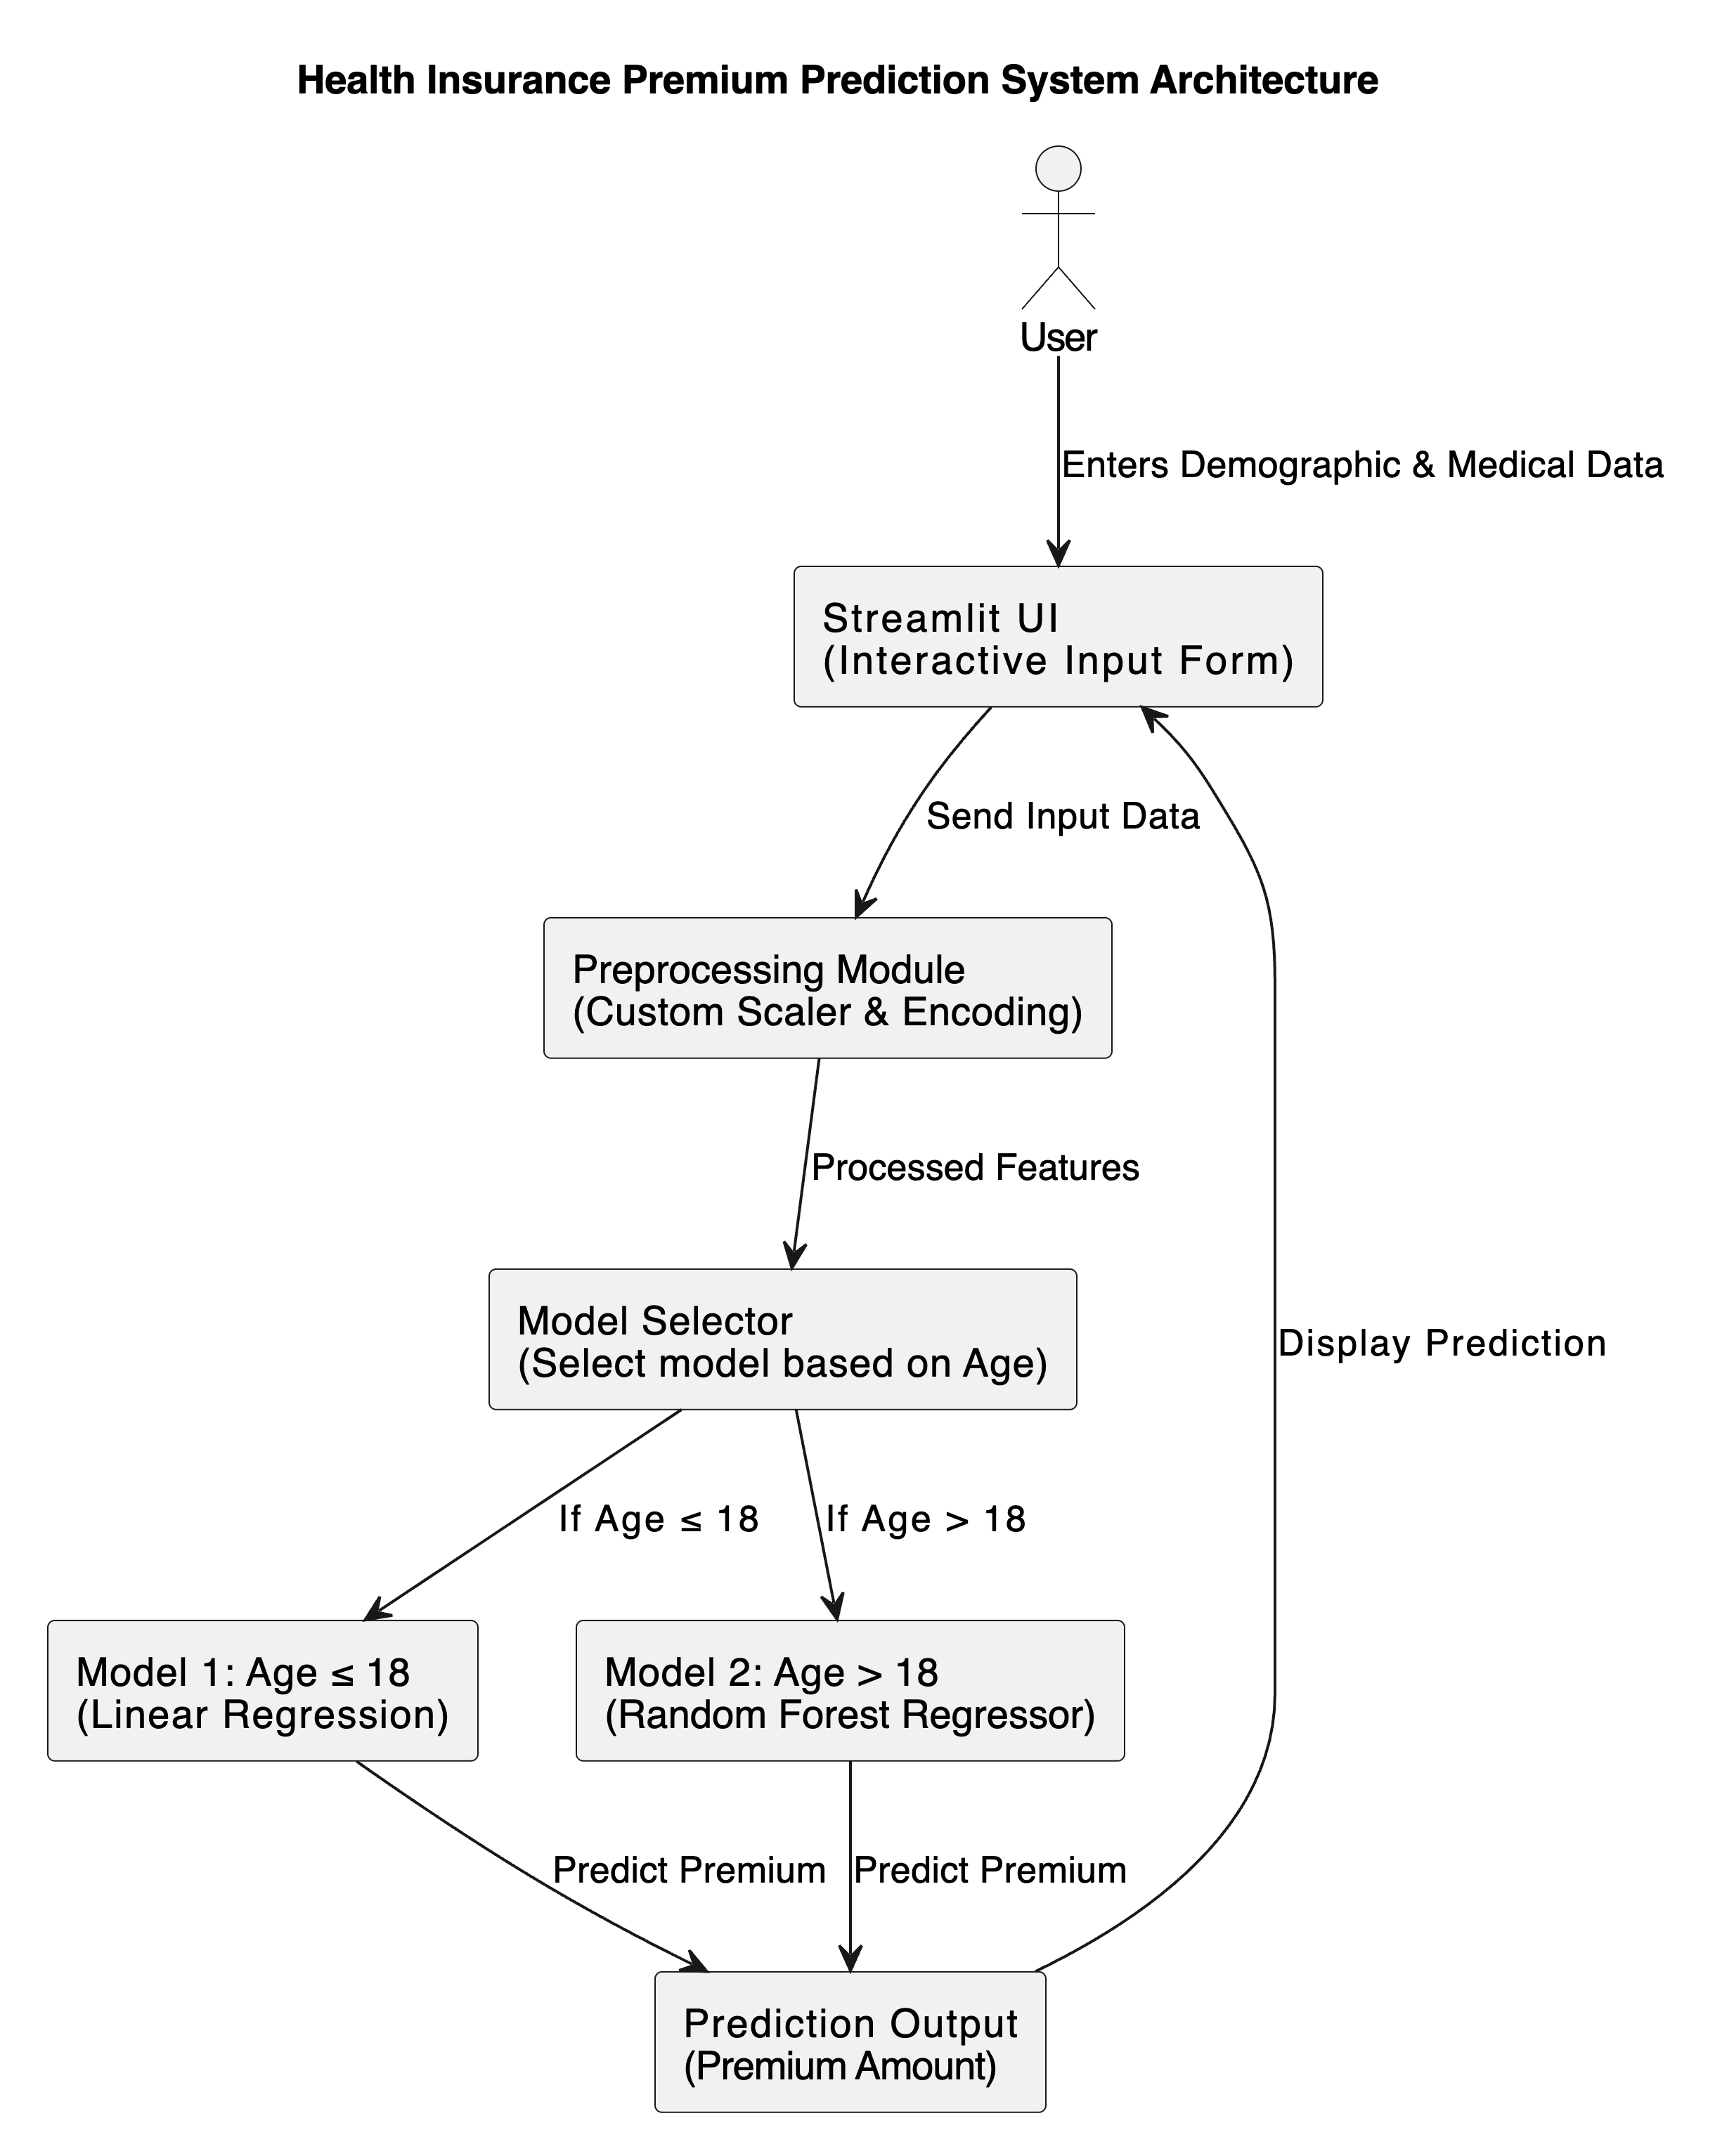 Health Insurance Premium Prediction System Architecture
User
Enters Demographic & Medical Data
Streamlit UI
(Interactive Input Form)
Send Input Data
Preprocessing Module
(Custom Scaler & Encoding)
Processed Features
Model Selector
(Select model based on Age)
Display Prediction
If Age ≤ 18
If Age > 18
Model 1: Age ≤ 18
(Linear Regression)
Model 2: Age > 18
(Random Forest Regressor)
Predict Premium
Predict Premium
Prediction Output
(Premium Amount)